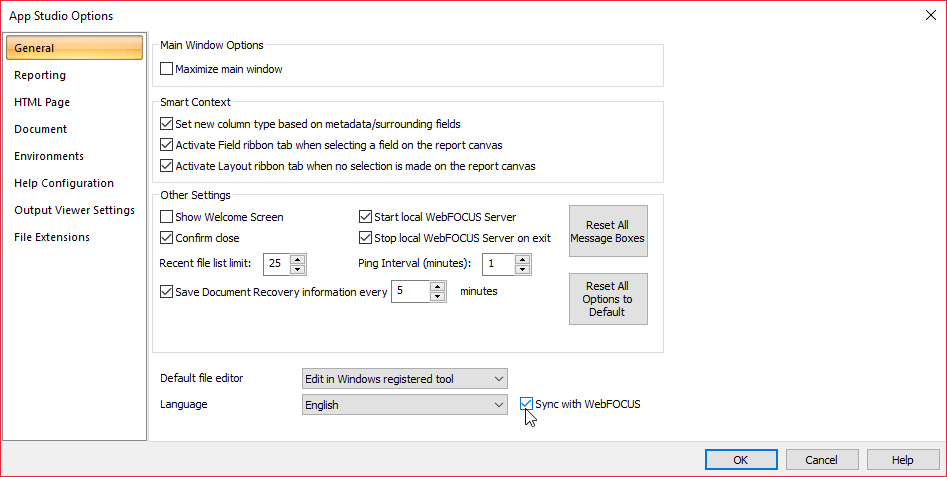 App Studio Options
General
Reporting
HTML Page
Document
Environments
Help Configuration
Output Viewer Settings
File Extensions
Main Window Options
Maximize main window
Smart Context
Set new column type based on metadata/surrounding fields
Activate Field ribbon tab when selecting a field on the report canvas
Activate Layout ribbon tab when no selection is made on the report canvas
Other Settings
Show Welcome Screen
Start local WebFOCUS Server
Confirm close
Stop local WebFOCUS Server on exit
Recent file list limit: 25
Ping Interval (minutes): 1
Save Document Recovery information every 5 minutes
Reset All
Message Boxes
Reset All
Options to
Default
Default file editor Edit in Windows registered tool
Language English Sync with WebFOCUS
OK Cancel Help